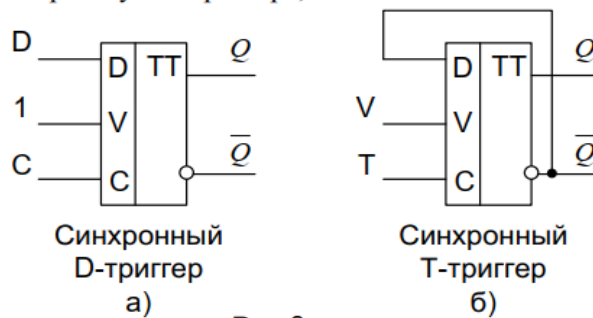 D D TT Q
1 V
C C Q̅
Синхронный
D-триггер
а)
D TT Q
V V
T C Q̅
Синхронный
Т-триггер
б)